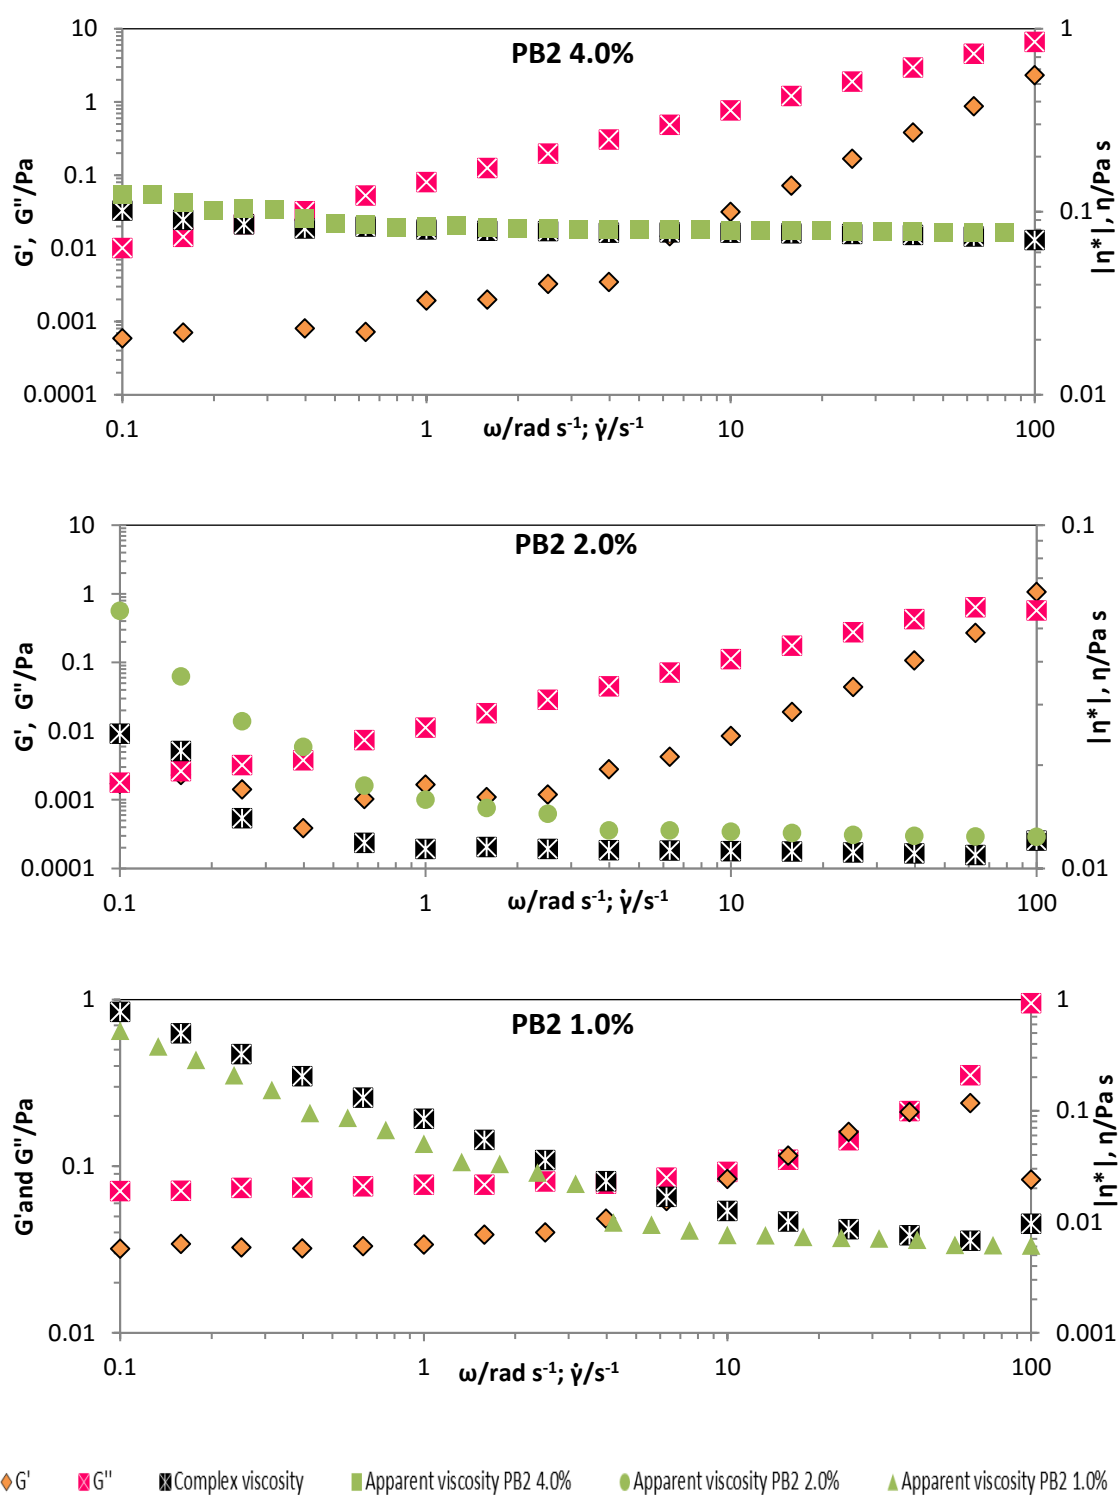 PB2 4.0%
10
1
0.1
0.01
0.001
0.0001
G', G"/Pa
1
0.1
0.01
|η*|, η/Pa s
0.1
1
10
100
ω/rad s-1; γ̇/s-1
PB2 2.0%
10
1
0.1
0.01
0.001
0.0001
G', G"/Pa
0.1
0.01
|η*|, η/Pa s
0.1
1
10
100
ω/rad s-1; γ̇/s-1
PB2 1.0%
1
0.1
0.01
G'and G"/Pa
1
0.1
0.01
0.001
|η*|, η/Pa s
0.1
1
10
100
ω/rad s-1; γ̇/s-1
G' G" Complex viscosity Apparent viscosity PB2 4.0% Apparent viscosity PB2 2.0% Apparent viscosity PB2 1.0%